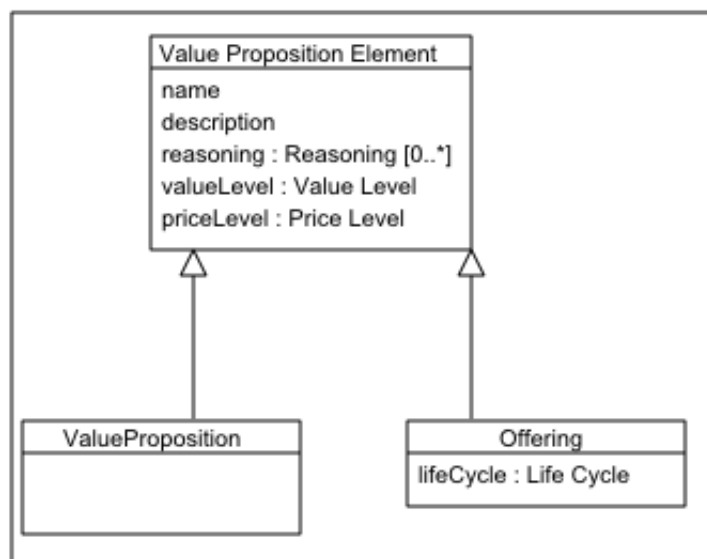 Value Proposition Element
name
description
reasoning : Reasoning [0..*]
valueLevel : Value Level
priceLevel : Price Level
ValueProposition
Offering
lifeCycle : Life Cycle